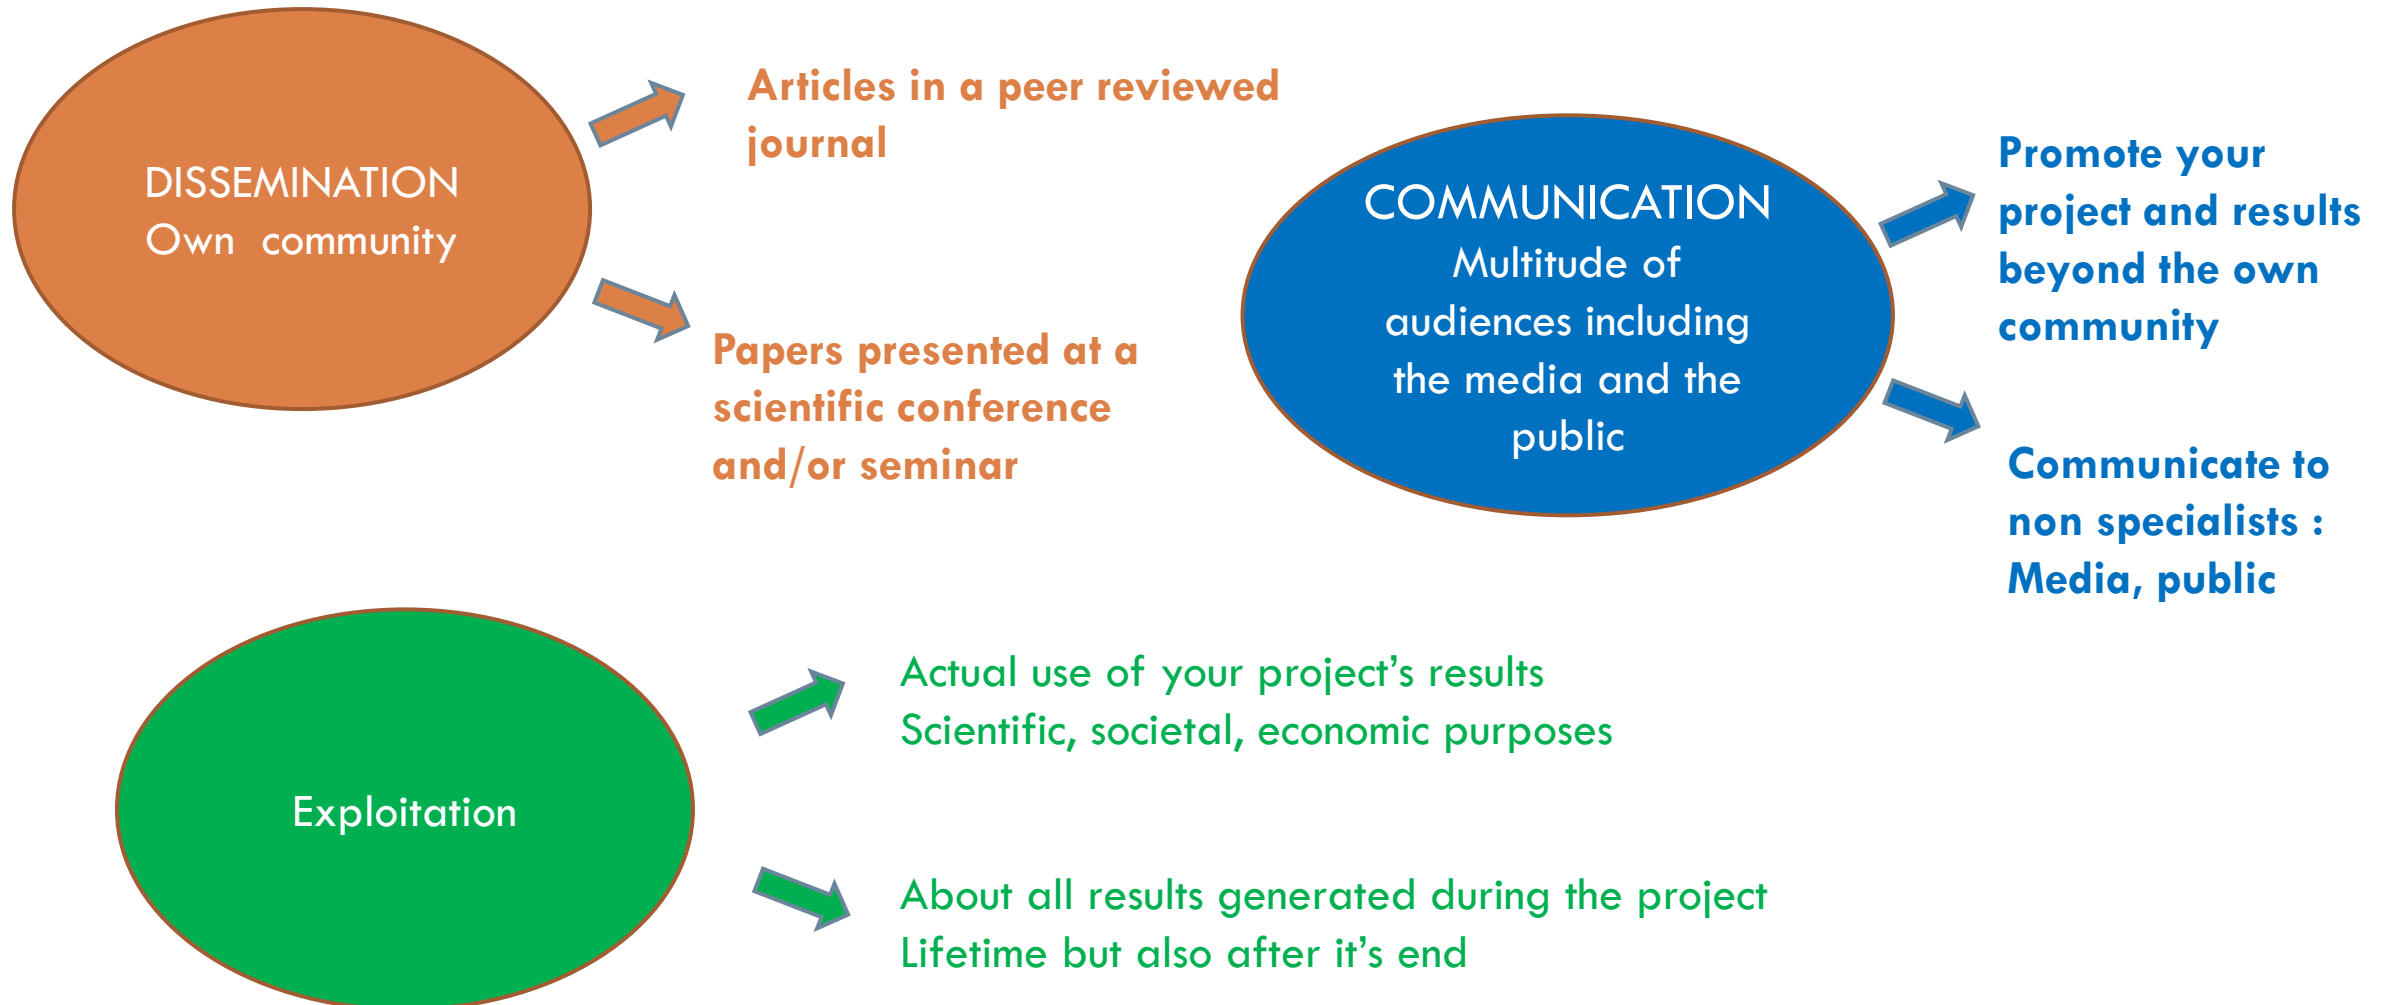 DISSEMINATION
Own community
Articles in a peer reviewed
journal
Papers presented at a
scientific conference
and/or seminar
COMMUNICATION
Multitude of
audiences including
the media and the
public
Promote your
project and results
beyond the own
community
Communicate to
non specialists :
Media, public
Exploitation
Actual use of your project’s results
Scientific, societal, economic purposes
About all results generated during the project
Lifetime but also after it’s end